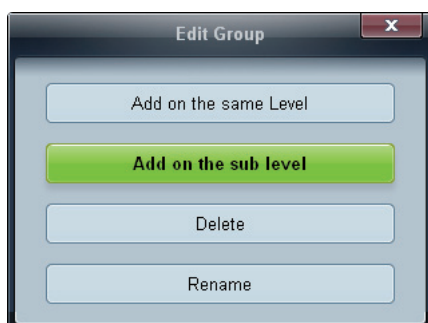 Edit Group
x
Add on the same Level
Add on the sub level
Delete
Rename